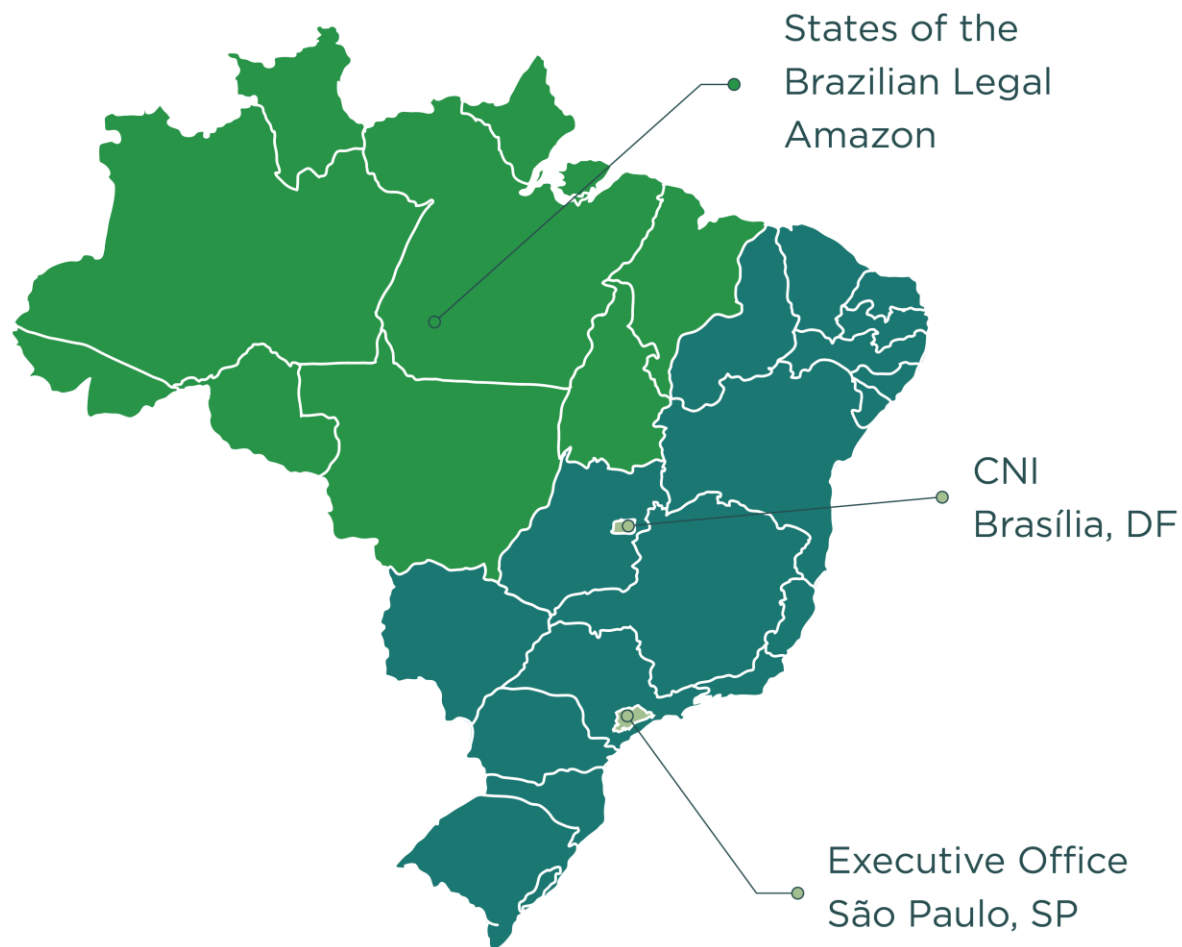 States of the
Brazilian Legal
Amazon
CNI
Brasília, DF
Executive Office
São Paulo, SP